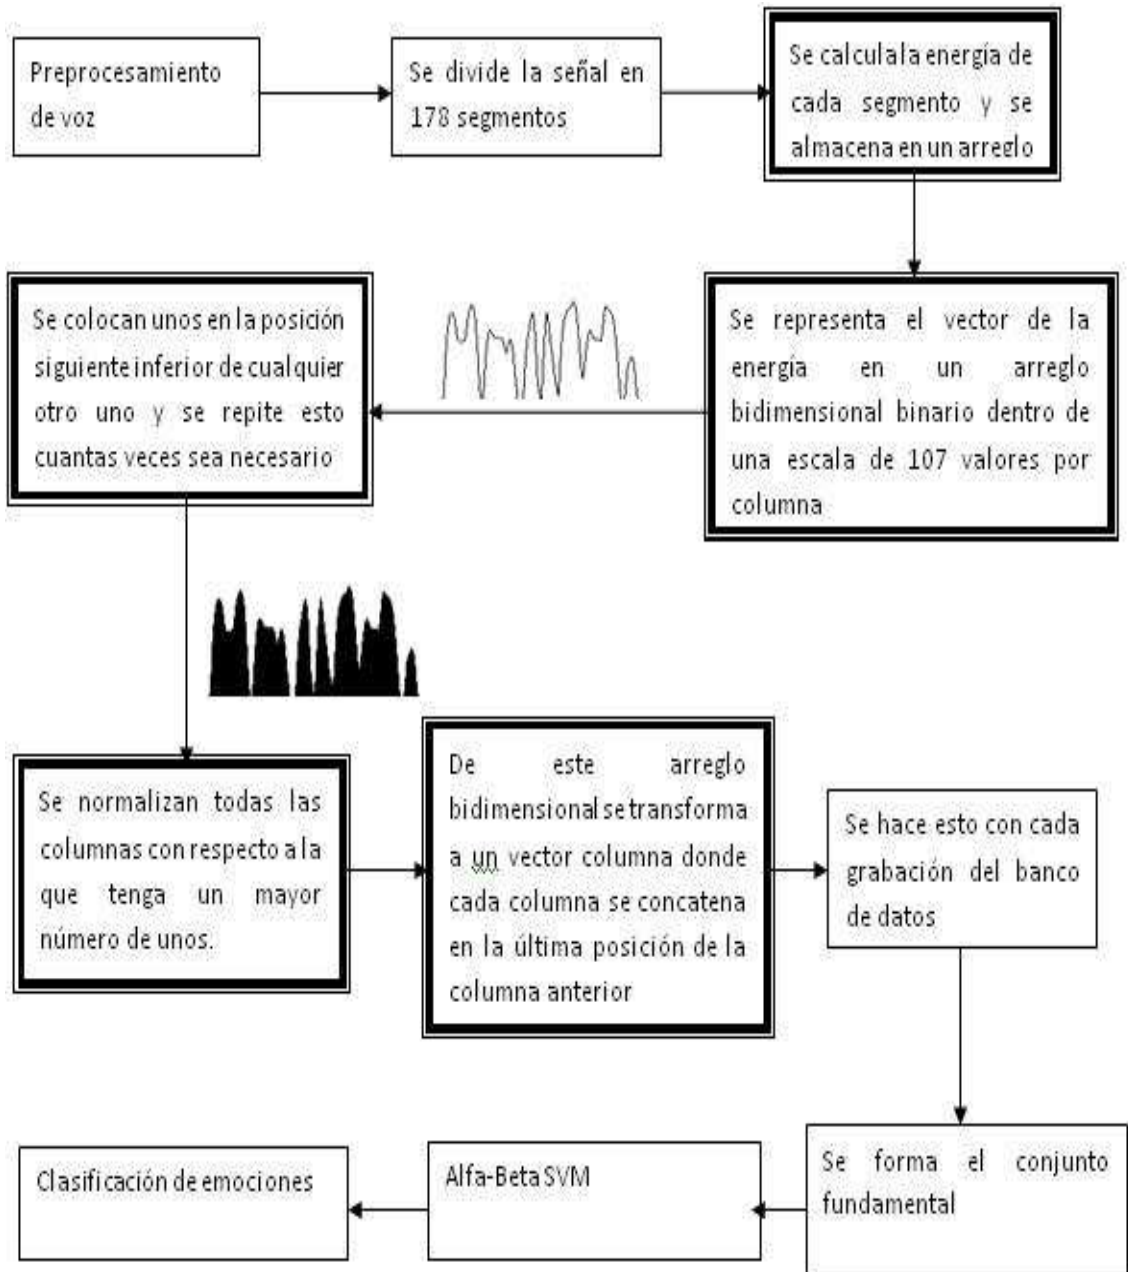 Preprocesamiento
de voz
Se divide la señal en
178 segmentos
Se calcula la energía de
cada segmento y se
almacena en un arreglo
Se representa el vector de la
energía en un arreglo
bidimensional binario dentro de
una escala de 107 valores por
columna
Se colocan unos en la posición
siguiente inferior de cualquier
otro uno y se repite esto
cuantas veces sea necesario
Se normalizan todas las
columnas con respecto a la
que tenga un mayor
número de unos.
De este arreglo
bidimensional se transforma
a un vector columna donde
cada columna se concatena
en la última posición de la
columna anterior
Se hace esto con cada
grabación del banco
de datos
Se forma el conjunto
fundamental
Alfa-Beta SVM
Clasificación de emociones